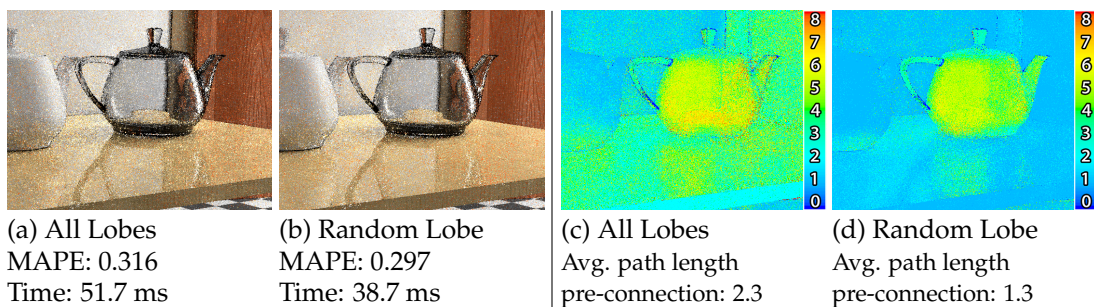 8
7
6
5
4
3
2
1
0
8
7
6
5
4
3
2
1
0
(a) All Lobes
MAPE: 0.316
Time: 51.7 ms
(b) Random Lobe
MAPE: 0.297
Time: 38.7 ms
(c) All Lobes
Avg. path length
pre-connection: 2.3
(d) Random Lobe
Avg. path length
pre-connection: 1.3